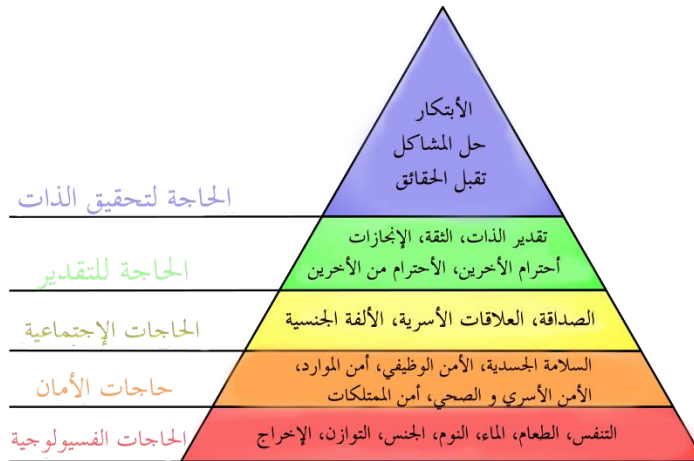 الأبتكار
حل المشاكل
تقبل الحقائق
الحاجة لتحقيق الذات
تقدير الذات، الثقة، الإنجازات
أحترام الأخرين، الأحترام من الأخرين
الحاجة للتقدير
الصداقة، العلاقات الأسرية، الألفة الجنسية
الحاجات الإجتماعية
السلامة الجسدية، الأمن الوظيفي، أمن الموارد،
الأمن الأسري و الصحي، أمن الممتلكات
حاجات الأمان
التنفس، الطعام، الماء، النوم، الجنس، التوازن، الإخراج
الحاجات الفسيولوجية